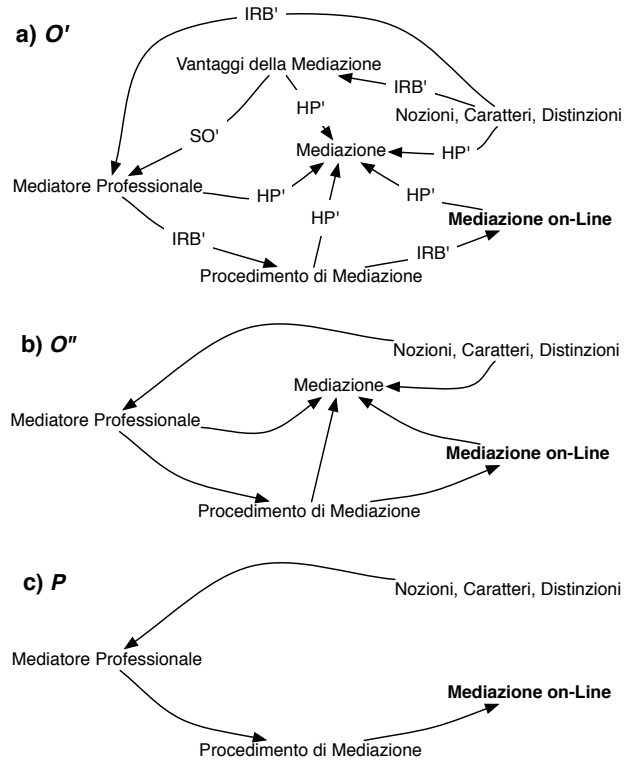 IRB'
a) O'
Vantaggi della Mediazione
IRB'
HP'
Nozioni, Caratteri, Distinzioni
SO'
Mediazione
HP'
Mediatore Professionale
HP'
HP'
HP'
Mediazione on-Line
IRB'
IRB'
Procedimento di Mediazione
b) O"
Nozioni, Caratteri, Distinzioni
Mediazione
Mediatore Professionale
Mediazione on-Line
Procedimento di Mediazione
c) P
Nozioni, Caratteri, Distinzioni
Mediatore Professionale
Mediazione on-Line
Procedimento di Mediazione